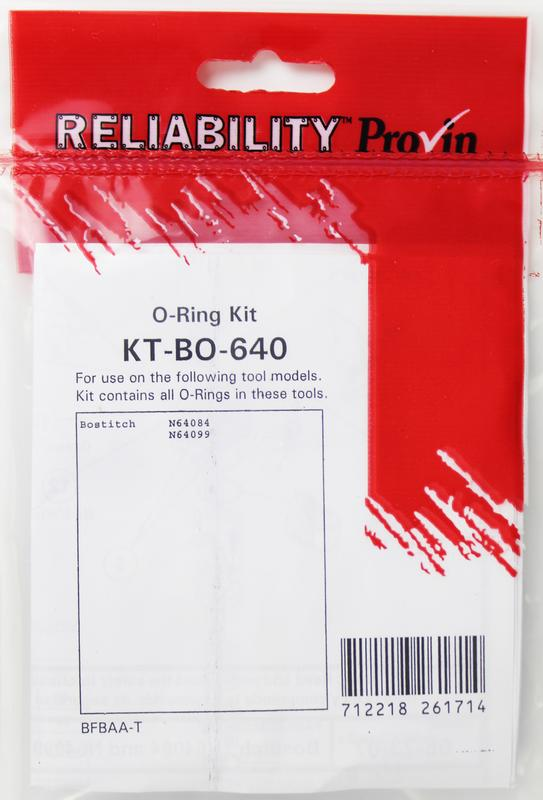 RELIABILITY™ Provin
O-Ring Kit
KT-BO-640
For use on the following tool models.
Kit contains all O-Rings in these tools.
Bostitch N64084
N64099
BFBAA-T
712218 261714